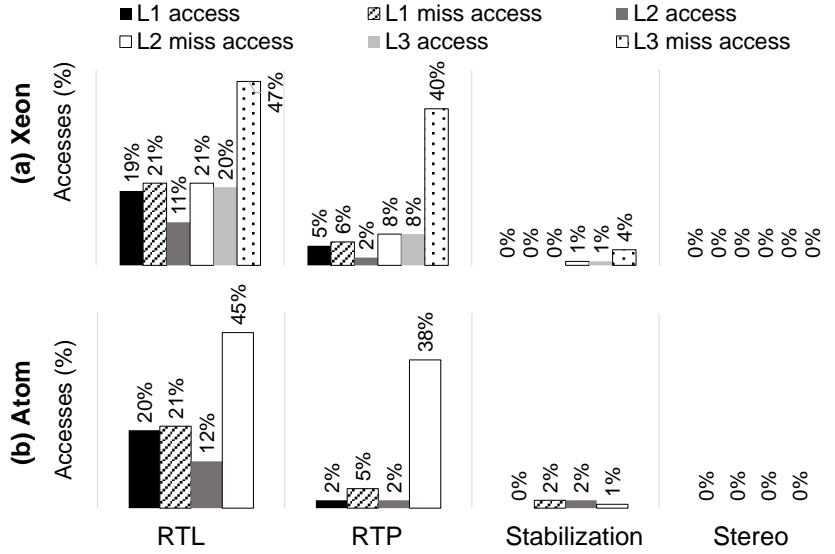 L1 access L1 miss access L2 access
L2 miss access L3 access L3 miss access
(a) Xeon
Accesses (%)
19% 21% 11% 21% 20% 47%
5% 6% 2% 8% 8% 40%
0% 0% 0% 1% 1% 4%
0% 0% 0% 0% 0% 0%
(b) Atom
Accesses (%)
20% 21% 12% 45%
2% 5% 2% 38%
0% 2% 2% 1%
0% 0% 0% 0%
RTL RTP Stabilization Stereo